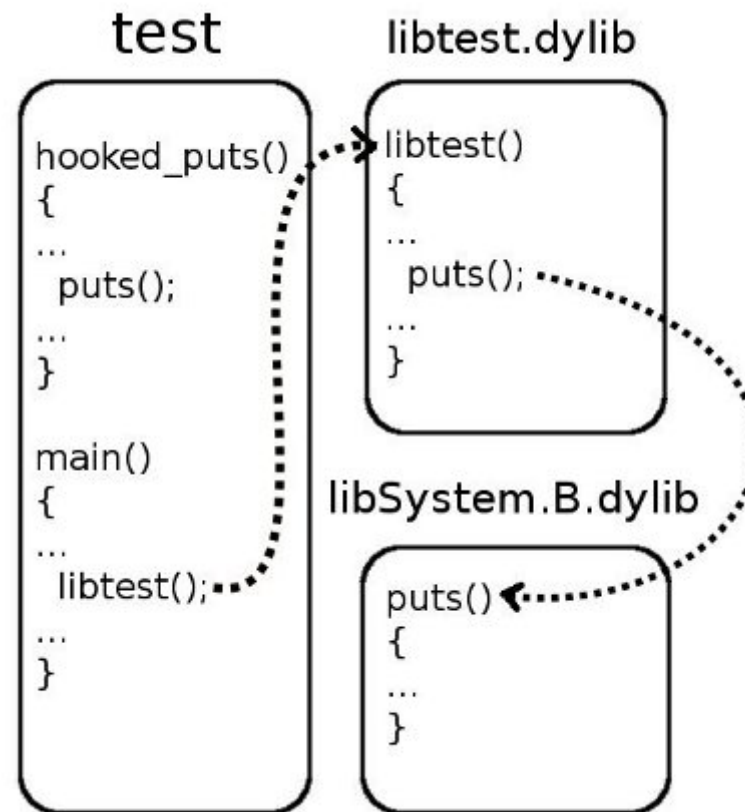 test
hooked_puts()
{
...
puts();
...
}
main()
{
...
libtest();
...
}
libtest.dylib
libtest()
{
...
puts();
...
}
libSystem.B.dylib
puts()
{
...
}